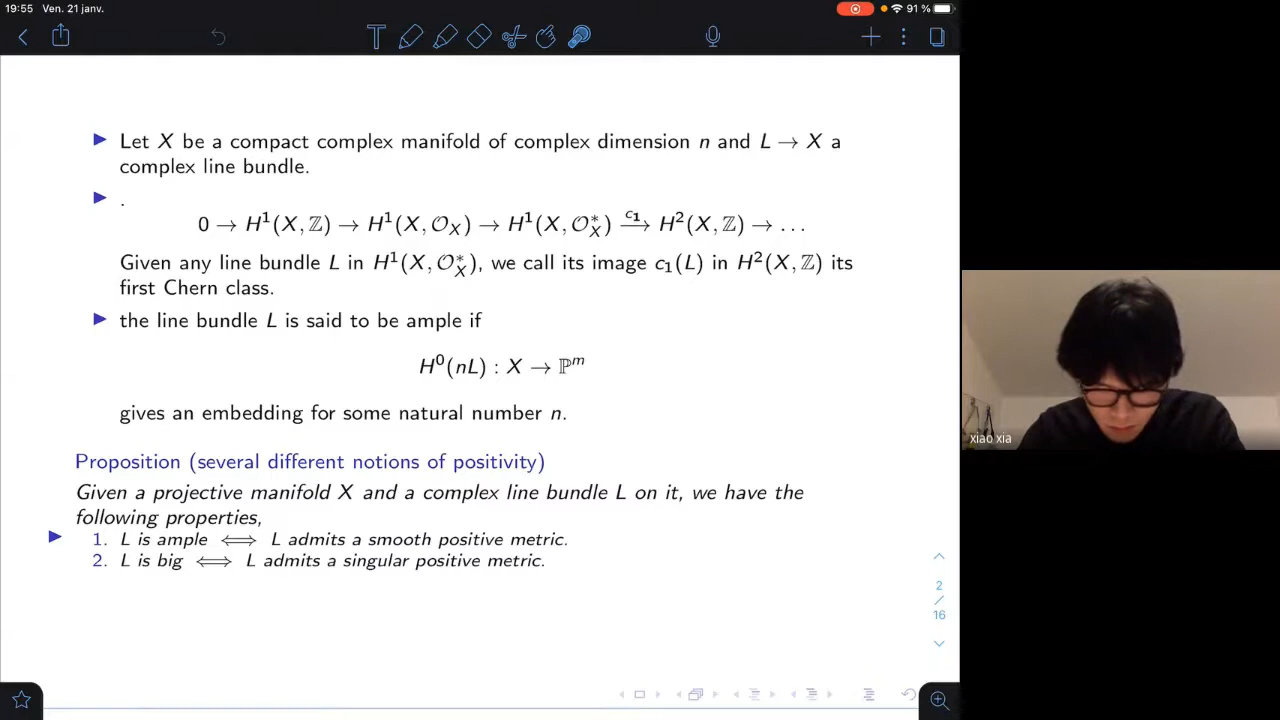 19:55 Ven. 21 janv.
91 %
Let X be a compact complex manifold of complex dimension n and L → X a
complex line bundle.
.
0 → H¹(X, ℤ) → H¹(X, 𝒪_X) → H¹(X, 𝒪*_X) —c₁→ H²(X, ℤ) → ...
Given any line bundle L in H¹(X, 𝒪*_X), we call its image c₁(L) in H²(X, ℤ) its
first Chern class.
the line bundle L is said to be ample if
H⁰(nL) : X → ℙᵐ
gives an embedding for some natural number n.
Proposition (several different notions of positivity)
Given a projective manifold X and a complex line bundle L on it, we have the
following properties,
1. L is ample ⟺ L admits a smooth positive metric.
2. L is big ⟺ L admits a singular positive metric.
2
/
16
xiao xia